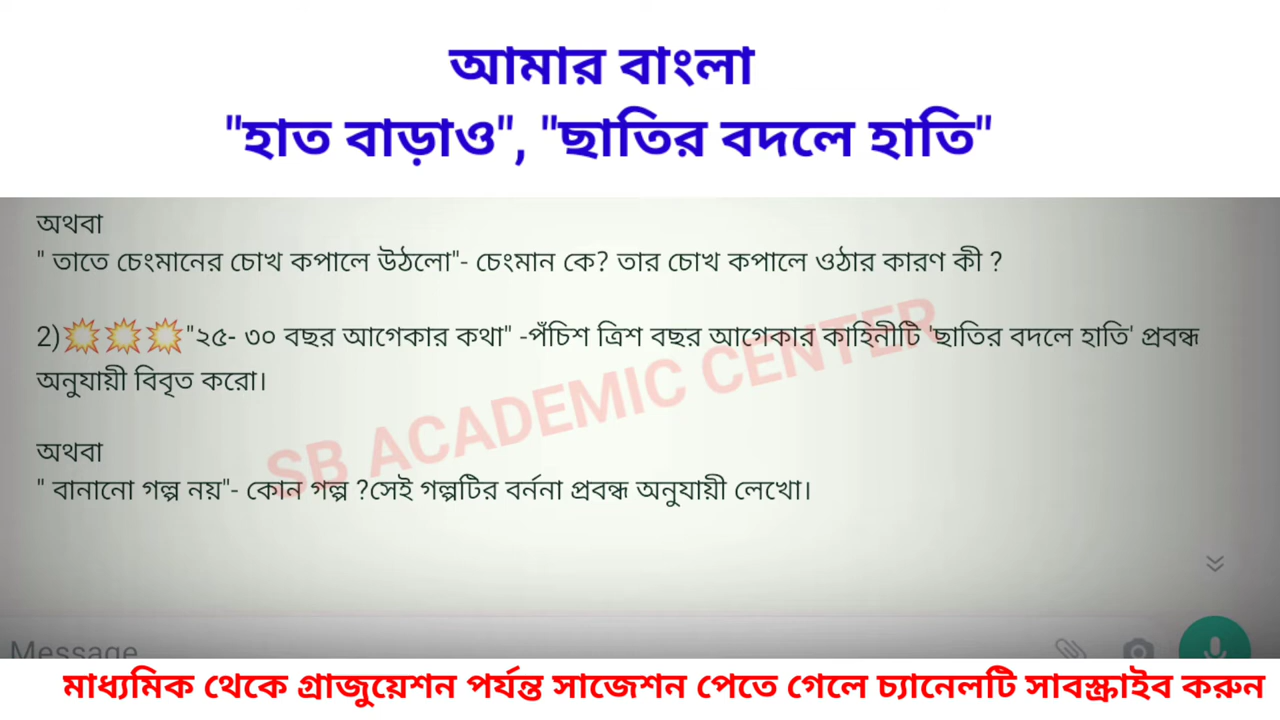 আমার বাংলা
"হাত বাড়াও", "ছাতির বদলে হাতি"
অথবা
" তাতে চেংমানের চোখ কপালে উঠলো"- চেংমান কে? তার চোখ কপালে ওঠার কারণ কী ?
2)💥💥💥"২৫- ৩০ বছর আগেকার কথা" -পঁচিশ ত্রিশ বছর আগেকার কাহিনীটি 'ছাতির বদলে হাতি' প্রবন্ধ
অনুযায়ী বিবৃত করো।
SB ACADEMIC CENTER
অথবা
" বানানো গল্প নয়"- কোন গল্প ?সেই গল্পটির বর্ননা প্রবন্ধ অনুযায়ী লেখো।
Message
মাধ্যমিক থেকে গ্রাজুয়েশন পর্যন্ত সাজেশন পেতে গেলে চ্যানেলটি সাবস্ক্রাইব করুন